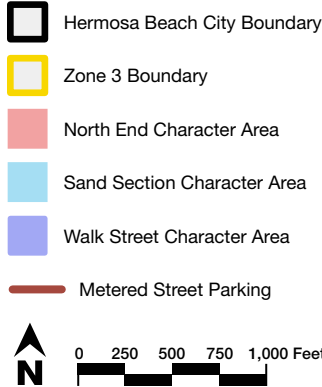 Hermosa Beach City Boundary
Zone 3 Boundary
North End Character Area
Sand Section Character Area
Walk Street Character Area
Metered Street Parking
N
0 250 500 750 1,000 Feet